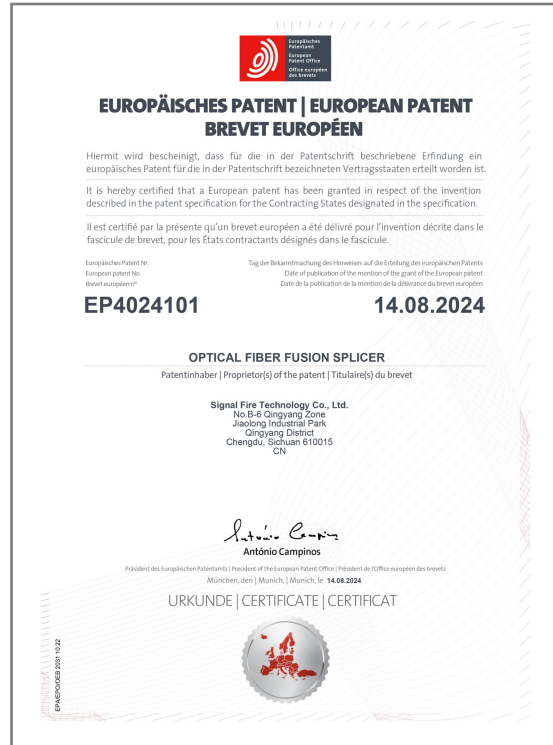 Europäisches
Patentamt
European
Patent Office
Office européen
des brevets
EUROPÄISCHES PATENT | EUROPEAN PATENT
BREVET EUROPÉEN
Hiermit wird bescheinigt, dass für die in der Patentschrift beschriebene Erfindung ein
europäisches Patent für die in der Patentschrift bezeichneten Vertragsstaaten erteilt worden ist.
It is hereby certified that a European patent has been granted in respect of the invention
described in the patent specification for the Contracting States designated in the specification.
Il est certifié par la présente qu'un brevet européen a été délivré pour l'invention décrite dans le
fascicule de brevet, pour les États contractants désignés dans le fascicule.
Europäisches Patent Nr.
European patent No.
Brevet européen n°
Tag der Bekanntmachung des Hinweises auf die Erteilung des europäischen Patents
Date of publication of the mention of the grant of the European patent
Date de la publication de la mention de la délivrance du brevet européen
EP4024101
14.08.2024
OPTICAL FIBER FUSION SPLICER
Patentinhaber | Proprietor(s) of the patent | Titulaire(s) du brevet
Signal Fire Technology Co., Ltd.
No.B-6 Qingyang Zone
Jiaolong Industrial Park
Qingyang District
Chengdu, Sichuan 610015
CN
António Campinos
António Campinos
Präsident des Europäischen Patentamts | President of the European Patent Office | Président de l'Office européen des brevets
München, den | Munich, | Munich, le 14.08.2024
URKUNDE | CERTIFICATE | CERTIFICAT
EPA/EPO/OEB 2031 10.22